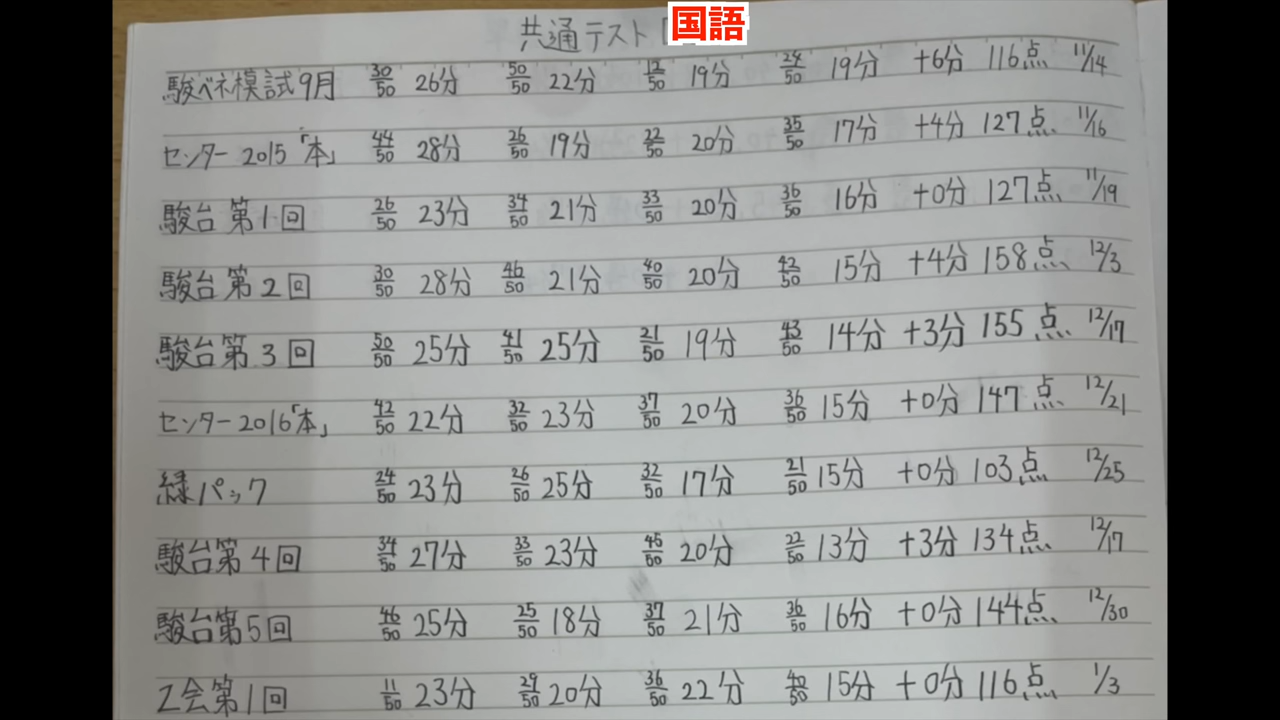 国語
共通テスト
駿ベネ模試9月 30/50 26分 50/50 22分 12/50 19分 24/50 19分 +6分 116点 11/14
センター2015「本」 44/50 28分 26/50 19分 22/50 20分 35/50 17分 +4分 127点 11/16
駿台第1回 26/50 23分 34/50 21分 33/50 20分 36/50 16分 +0分 127点 11/19
駿台第2回 30/50 28分 46/50 21分 40/50 20分 42/50 15分 +4分 158点 12/3
駿台第3回 50/50 25分 41/50 25分 21/50 19分 43/50 14分 +3分 155点 12/17
センター2016「本」 42/50 22分 32/50 23分 37/50 20分 36/50 15分 +0分 147点 12/21
緑パック 24/50 23分 26/50 25分 32/50 17分 21/50 15分 +0分 103点 12/25
駿台第4回 34/50 27分 33/50 23分 45/50 20分 22/50 13分 +3分 134点 12/17
駿台第5回 46/50 25分 25/50 18分 37/50 21分 36/50 16分 +0分 144点 12/30
Z会第1回 11/50 23分 29/50 20分 36/50 22分 40/50 15分 +0分 116点 1/3